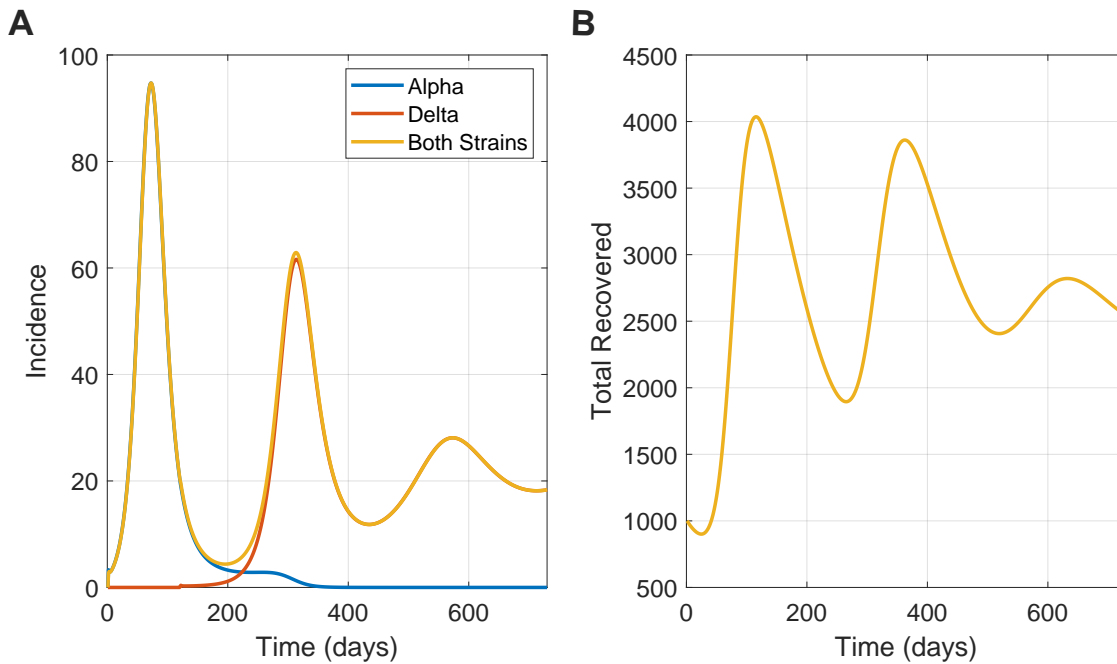 A
Incidence
100
80
60
40
20
0
0 200 400 600
Time (days)
Alpha
Delta
Both Strains
B
Total Recovered
4500
4000
3500
3000
2500
2000
1500
1000
500
0 200 400 600
Time (days)